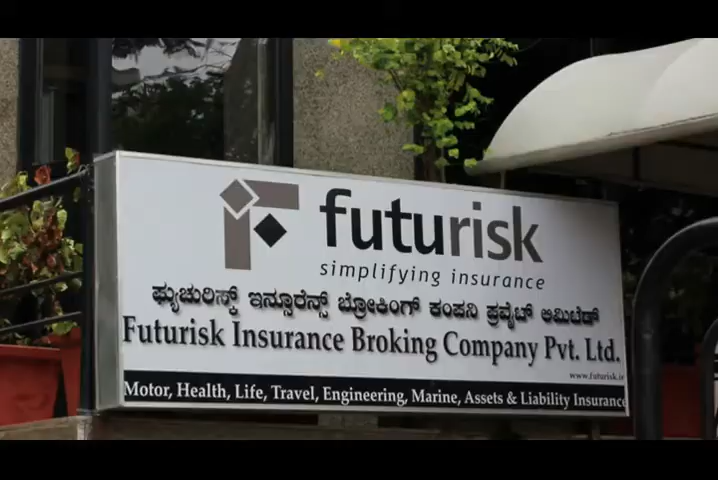 futurisk
simplifying insurance
ಫ್ಯುಚುರಿಸ್ಕ್ ಇನ್ಸೂರೆನ್ಸ್ ಬ್ರೋಕಿಂಗ್ ಕಂಪನಿ ಪ್ರವೈಟ್ ಲಿಮಿಟೆಡ್
Futurisk Insurance Broking Company Pvt. Ltd.
www.futurisk.in
Motor, Health, Life, Travel, Engineering, Marine, Assets & Liability Insurance